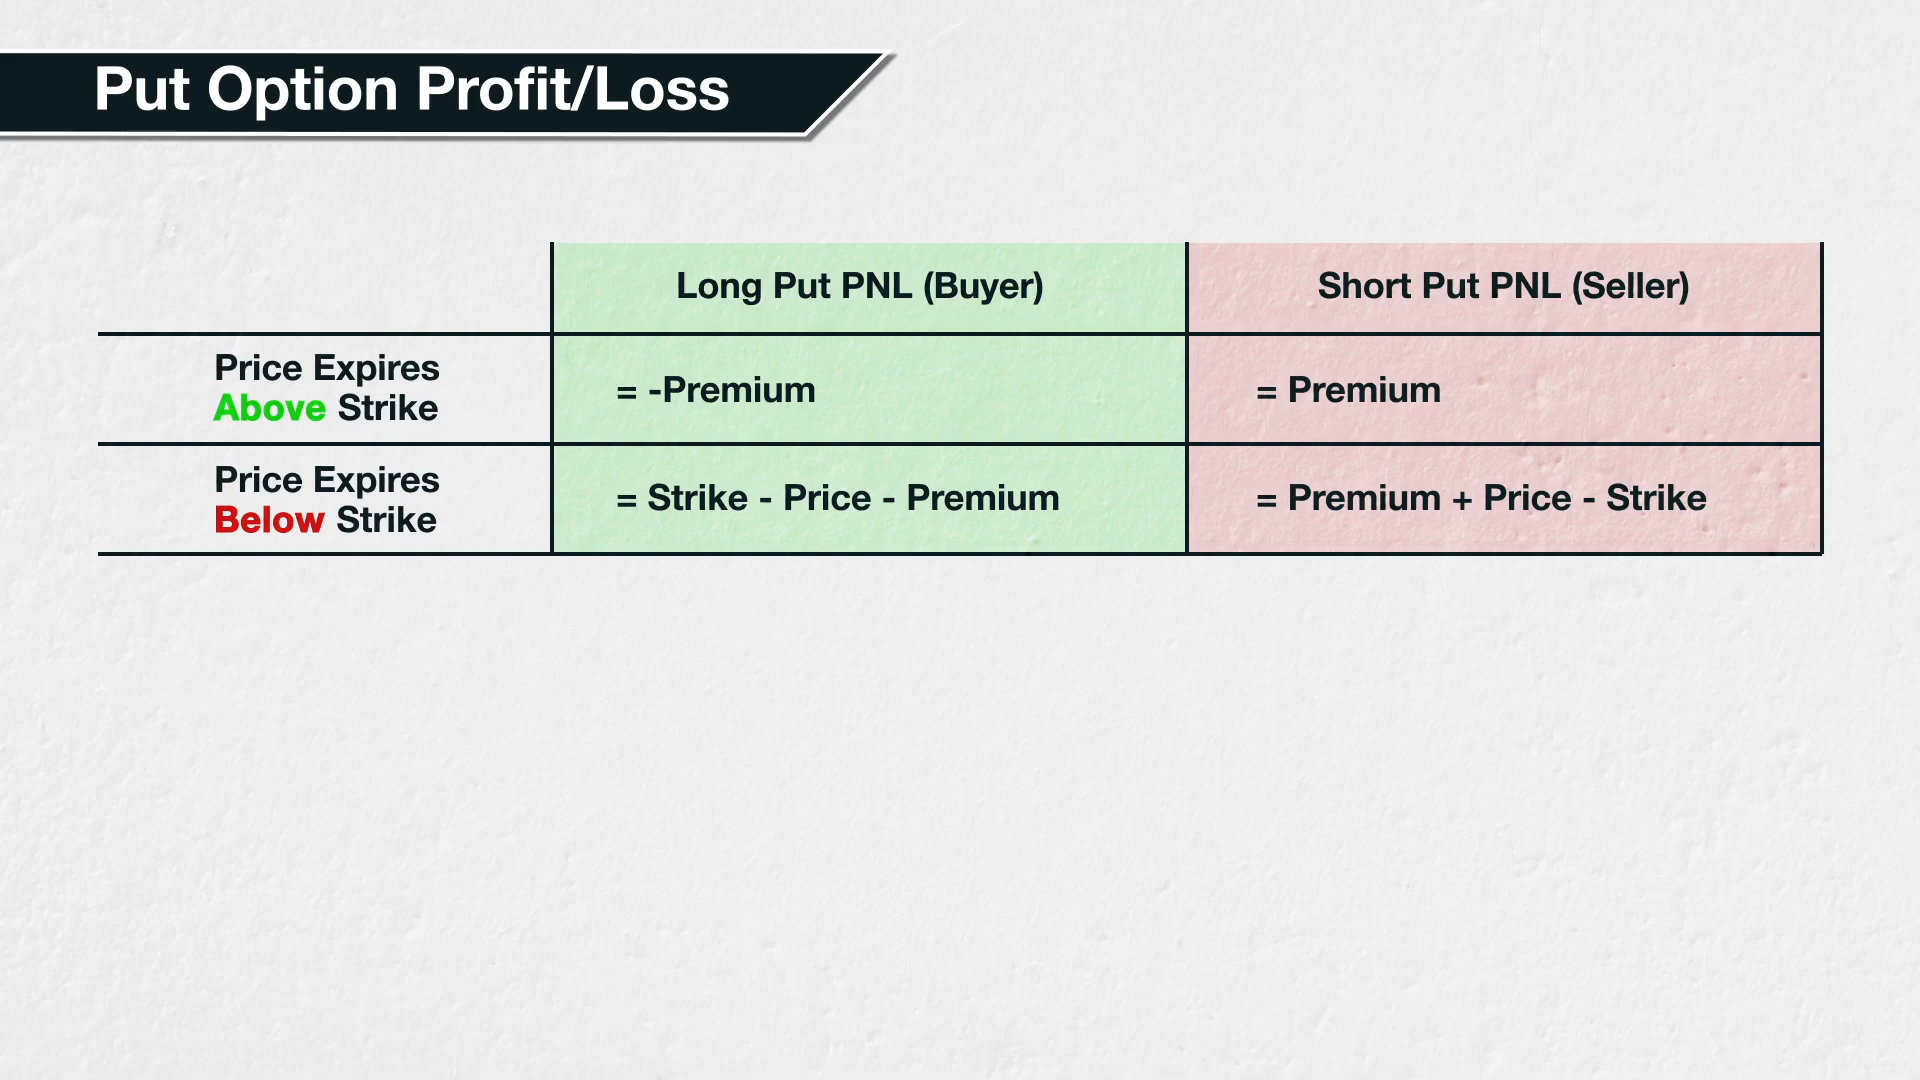 Put Option Profit/Loss
Long Put PNL (Buyer)
Short Put PNL (Seller)
Price Expires
Above Strike
= -Premium
= Premium
Price Expires
Below Strike
= Strike - Price - Premium
= Premium + Price - Strike